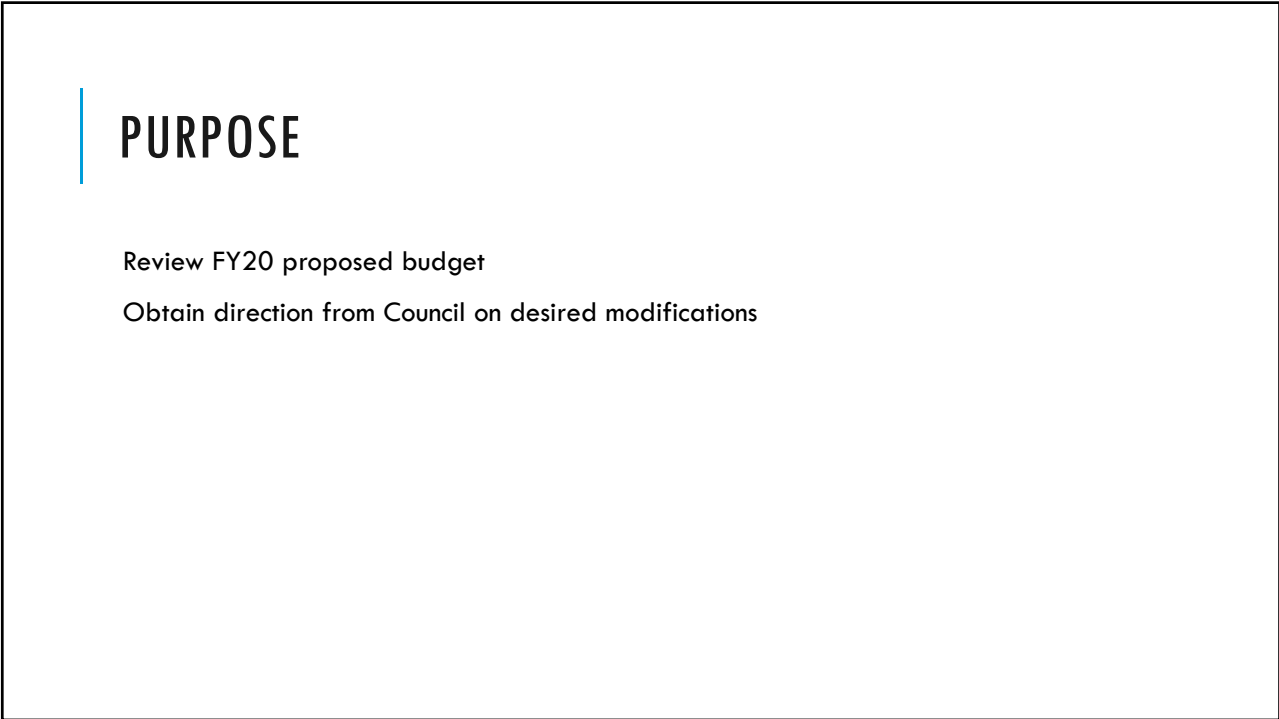 PURPOSE
Review FY20 proposed budget
Obtain direction from Council on desired modifications